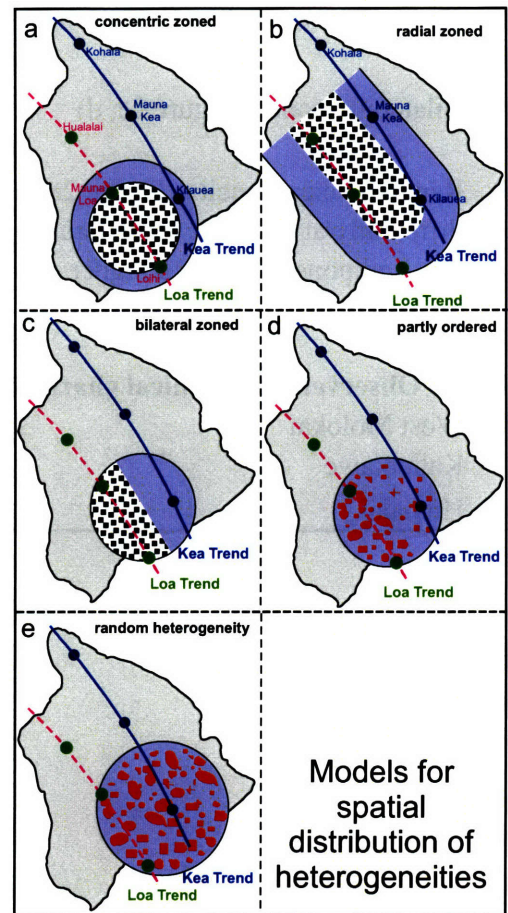 a
concentric zoned
Kohala
Mauna
Kea
Hualalai
Mauna
Loa
Kilauea
Loihi
Kea Trend
Loa Trend
b
radial zoned
Kohala
Mauna
Kea
Kilauea
Kea Trend
Loa Trend
c
bilateral zoned
Kea Trend
Loa Trend
d
partly ordered
Kea Trend
Loa Trend
e
random heterogeneity
Kea Trend
Loa Trend
Models for
spatial
distribution of
heterogeneities